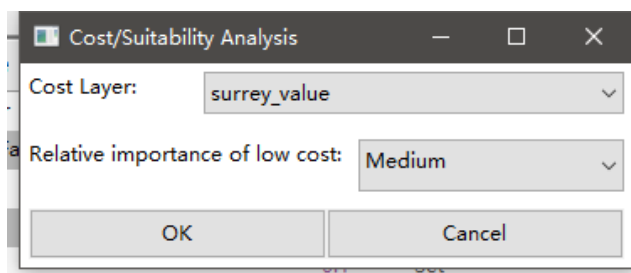 Cost/Suitability Analysis
Cost Layer: surrey_value
Relative importance of low cost: Medium
OK Cancel